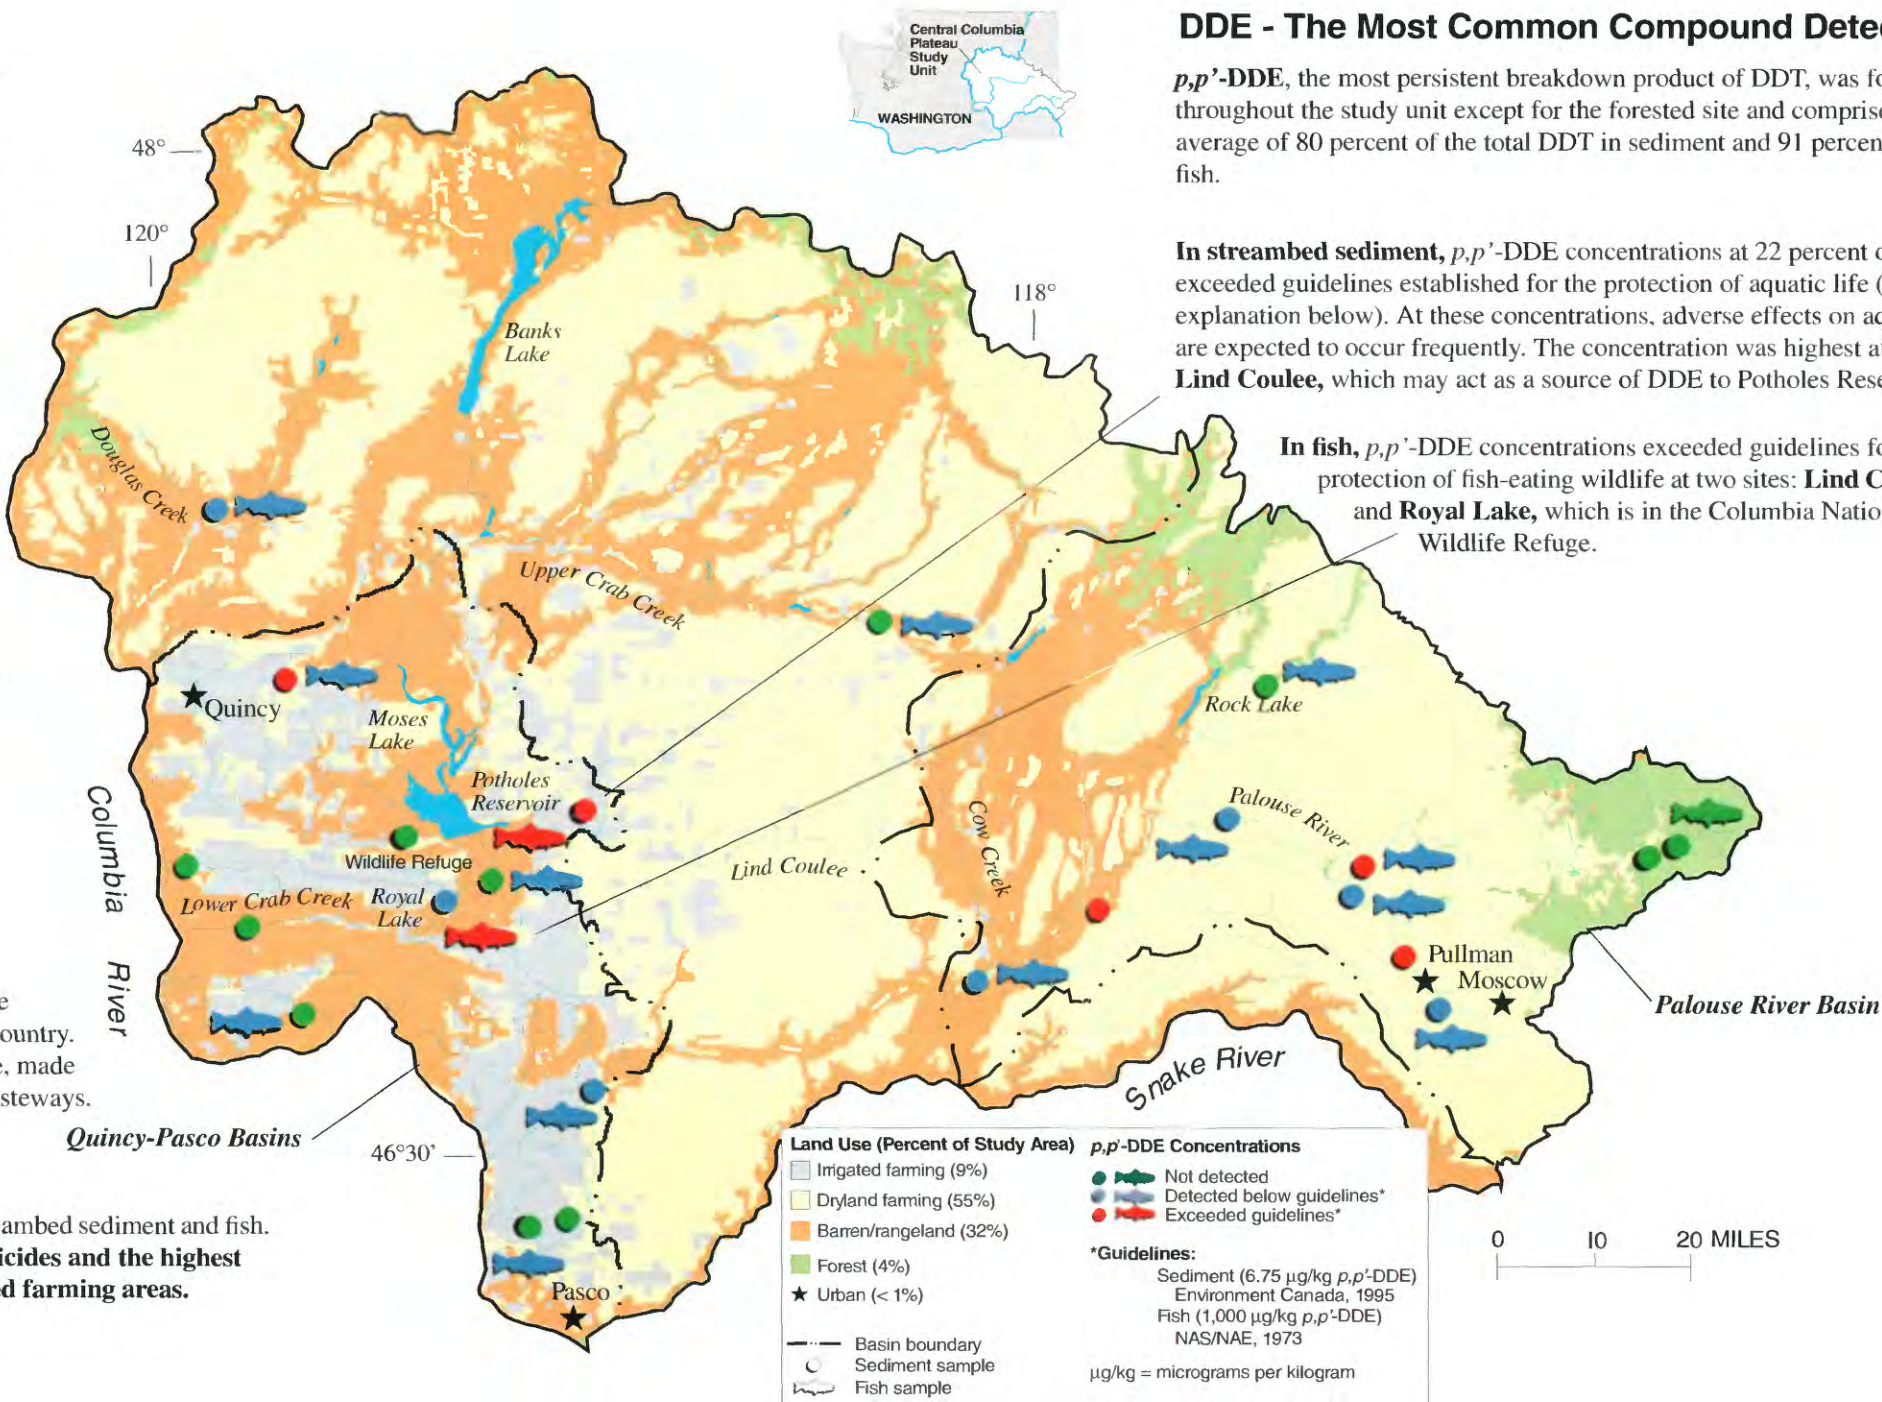 Central Columbia
Plateau
Study
Unit
WASHINGTON
DDE - The Most Common Compound
p,p'-DDE, the most persistent breakdown product of DDT, was
throughout the study unit except for the forested site and
average of 80 percent of the total DDT in sediment and 91
fish.
In streambed sediment, p,p'-DDE concentrations at 22 percent
exceeded guidelines established for the protection of aquatic life (
explanation below). At these concentrations, adverse effects on
are expected to occur frequently. The concentration was highest
Lind Coulee, which may act as a source of DDE to Potholes
In fish, p,p'-DDE concentrations exceeded guidelines
protection of fish-eating wildlife at two sites: Lind
and Royal Lake, which is in the Columbia
Wildlife Refuge.
48°
120°
118°
Banks
Lake
Douglas Creek
Upper Crab Creek
Quincy
Moses
Lake
Potholes
Reservoir
Rock Lake
Columbia River
Wildlife Refuge
Lower Crab Creek
Royal
Lake
Lind Coulee
Cow Creek
Palouse River
Pullman
Moscow
Palouse River Basin
Snake River
ountry.
, made
steways.
Quincy-Pasco Basins
46°30'
eambed sediment and fish.
icides and the highest
d farming areas.
Pasco
Land Use (Percent of Study Area)
Irrigated farming (9%)
Dryland farming (55%)
Barren/rangeland (32%)
Forest (4%)
Urban (< 1%)
Basin boundary
Sediment sample
Fish sample
p,p'-DDE Concentrations
Not detected
Detected below guidelines*
Exceeded guidelines*
*Guidelines:
Sediment (6.75 µg/kg p,p'-DDE)
Environment Canada, 1995
Fish (1,000 µg/kg p,p'-DDE)
NAS/NAE, 1973
µg/kg = micrograms per kilogram
0 10 20 MILES